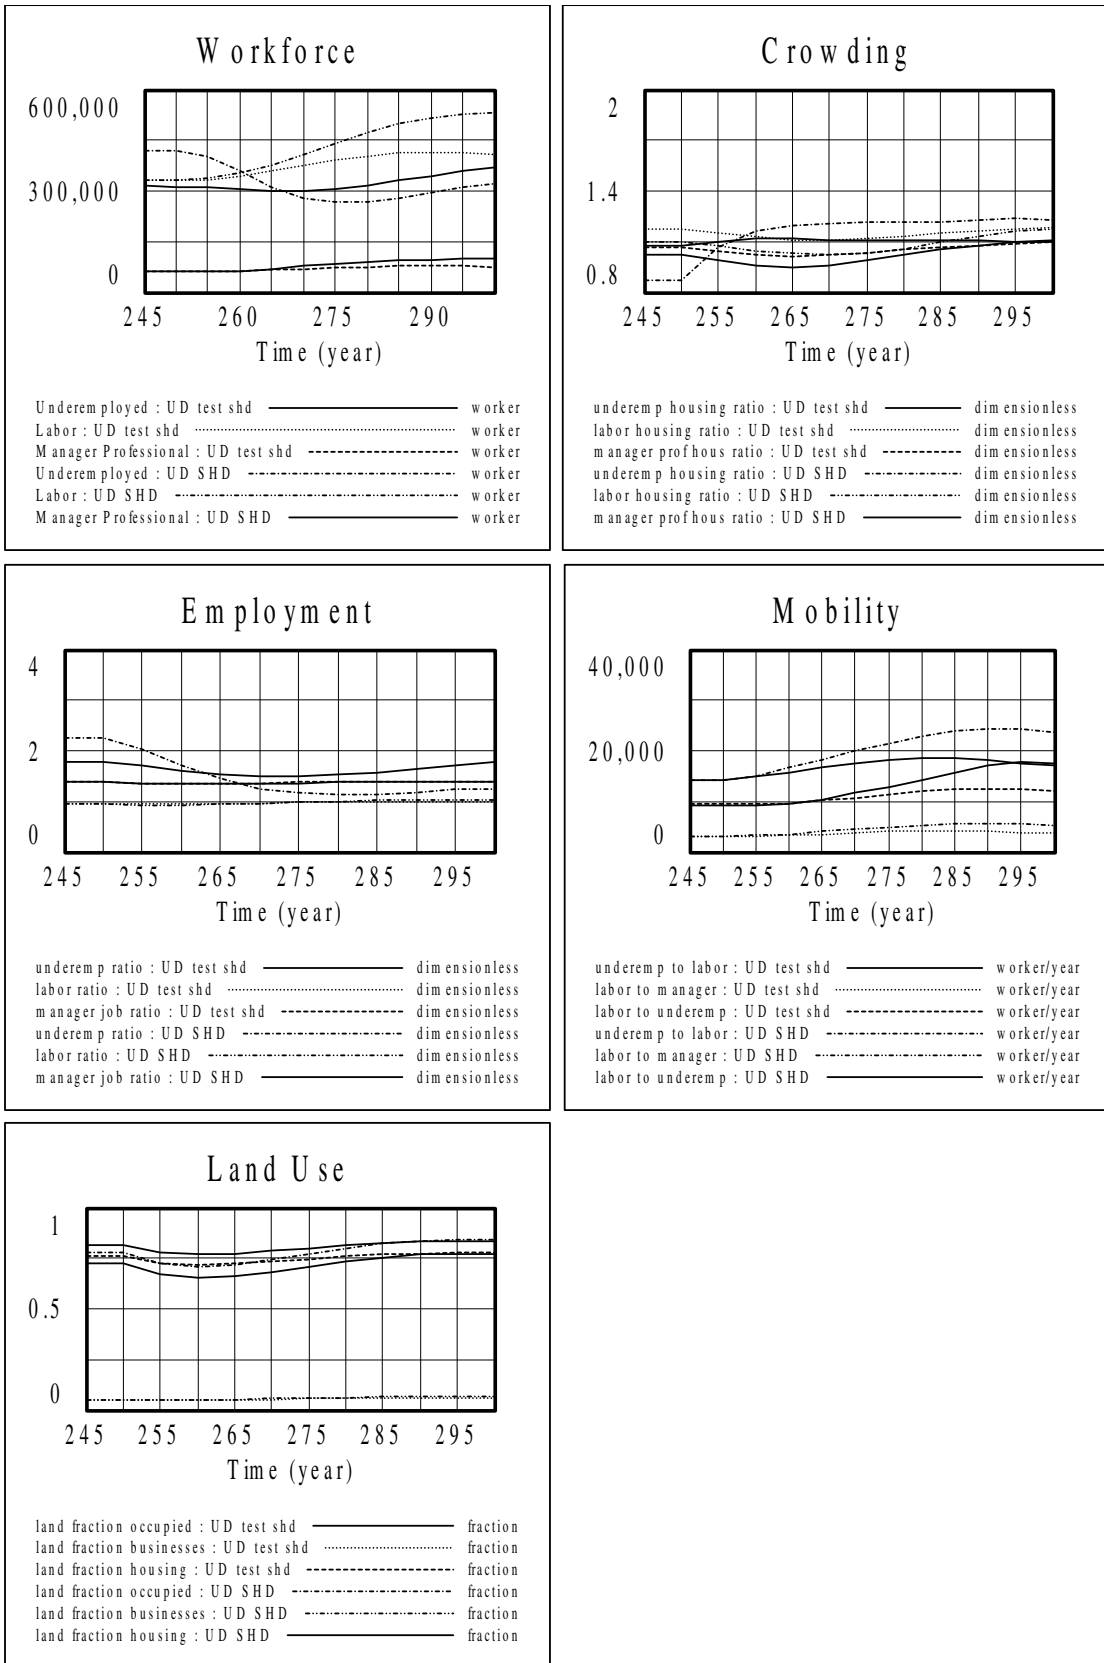 Workforce
600,000
300,000
0
245 260 275 290
Time (year)
Underemployed : UD test shd worker
Labor : UD test shd worker
Manager Professional : UD test shd worker
Underemployed : UD SHD worker
Labor : UD SHD worker
Manager Professional : UD SHD worker
Crowding
2
1.4
0.8
245 255 265 275 285 295
Time (year)
underemp housing ratio : UD test shd dimensionless
labor housing ratio : UD test shd dimensionless
manager prof hous ratio : UD test shd dimensionless
underemp housing ratio : UD SHD dimensionless
labor housing ratio : UD SHD dimensionless
manager prof hous ratio : UD SHD dimensionless
Employment
4
2
0
245 255 265 275 285 295
Time (year)
underemp ratio : UD test shd dimensionless
labor ratio : UD test shd dimensionless
manager job ratio : UD test shd dimensionless
underemp ratio : UD SHD dimensionless
labor ratio : UD SHD dimensionless
manager job ratio : UD SHD dimensionless
Mobility
40,000
20,000
0
245 255 265 275 285 295
Time (year)
underemp to labor : UD test shd worker/year
labor to manager : UD test shd worker/year
labor to underemp : UD test shd worker/year
underemp to labor : UD SHD worker/year
labor to manager : UD SHD worker/year
labor to underemp : UD SHD worker/year
Land Use
1
0.5
0
245 255 265 275 285 295
Time (year)
land fraction occupied : UD test shd fraction
land fraction businesses : UD test shd fraction
land fraction housing : UD test shd fraction
land fraction occupied : UD SHD fraction
land fraction businesses : UD SHD fraction
land fraction housing : UD SHD fraction